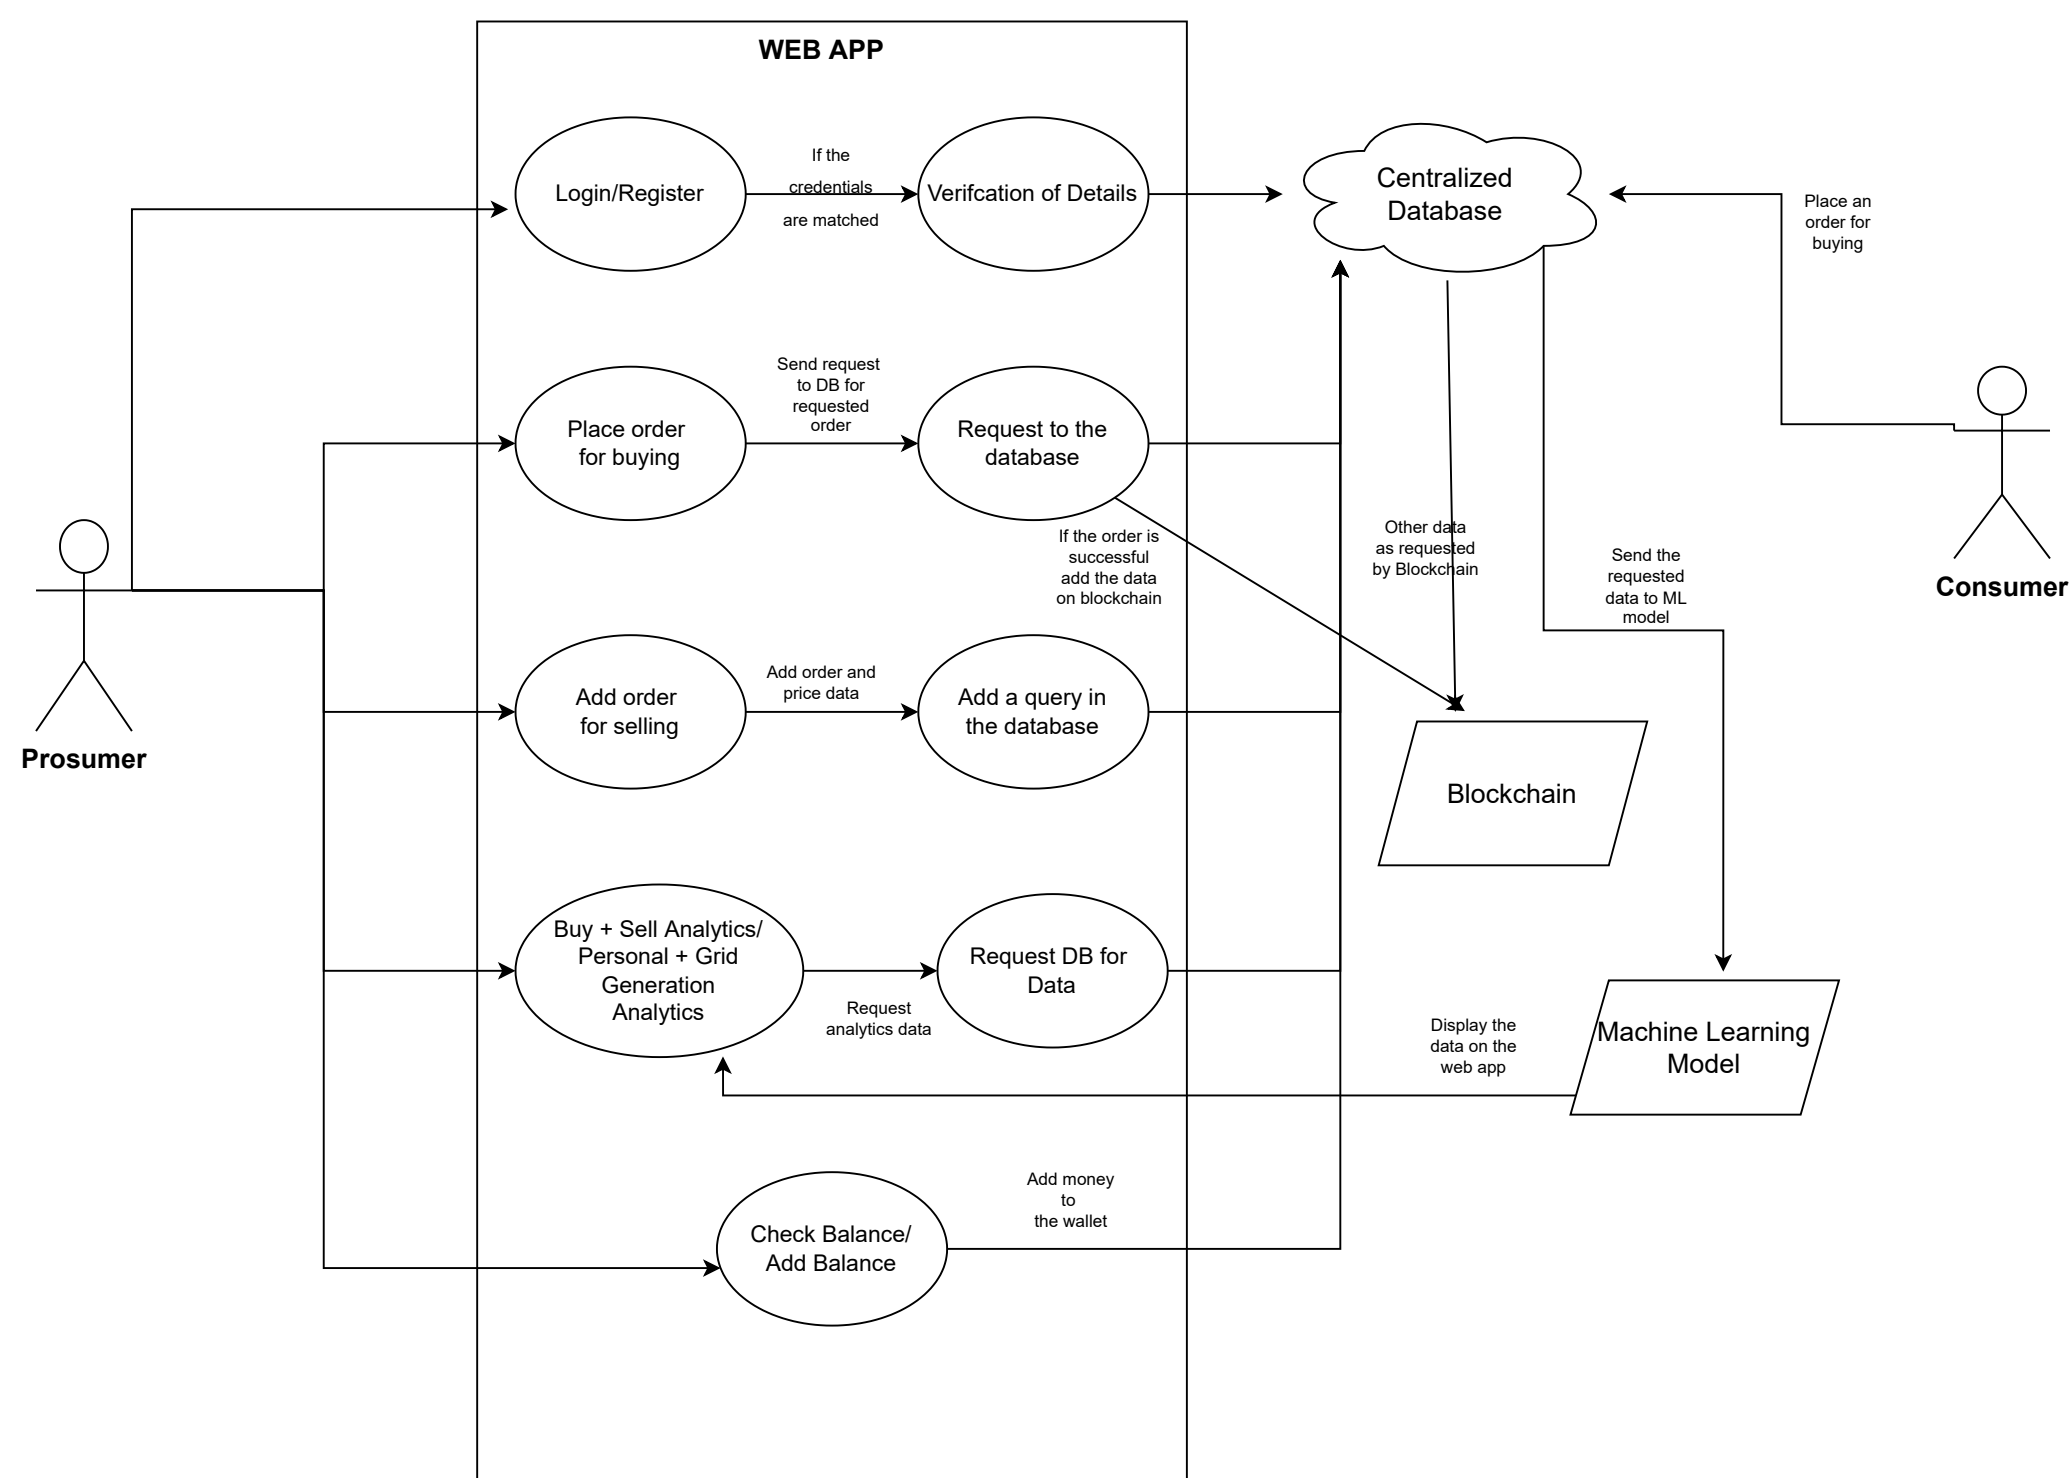 WEB APP
Login/Register
If the
credentials
are matched
Verifcation of Details
Centralized
Database
Place an
order for
buying
Place order
for buying
Send request
to DB for
requested
order
Request to the
database
If the order is
successful
add the data
on blockchain
Other data
as requested
by Blockchain
Send the
requested
data to ML
model
Consumer
Prosumer
Add order
for selling
Add order and
price data
Add a query in
the database
Blockchain
Buy + Sell Analytics/
Personal + Grid
Generation
Analytics
Request
analytics data
Request DB for
Data
Display the
data on the
web app
Machine Learning
Model
Check Balance/
Add Balance
Add money
to
the wallet